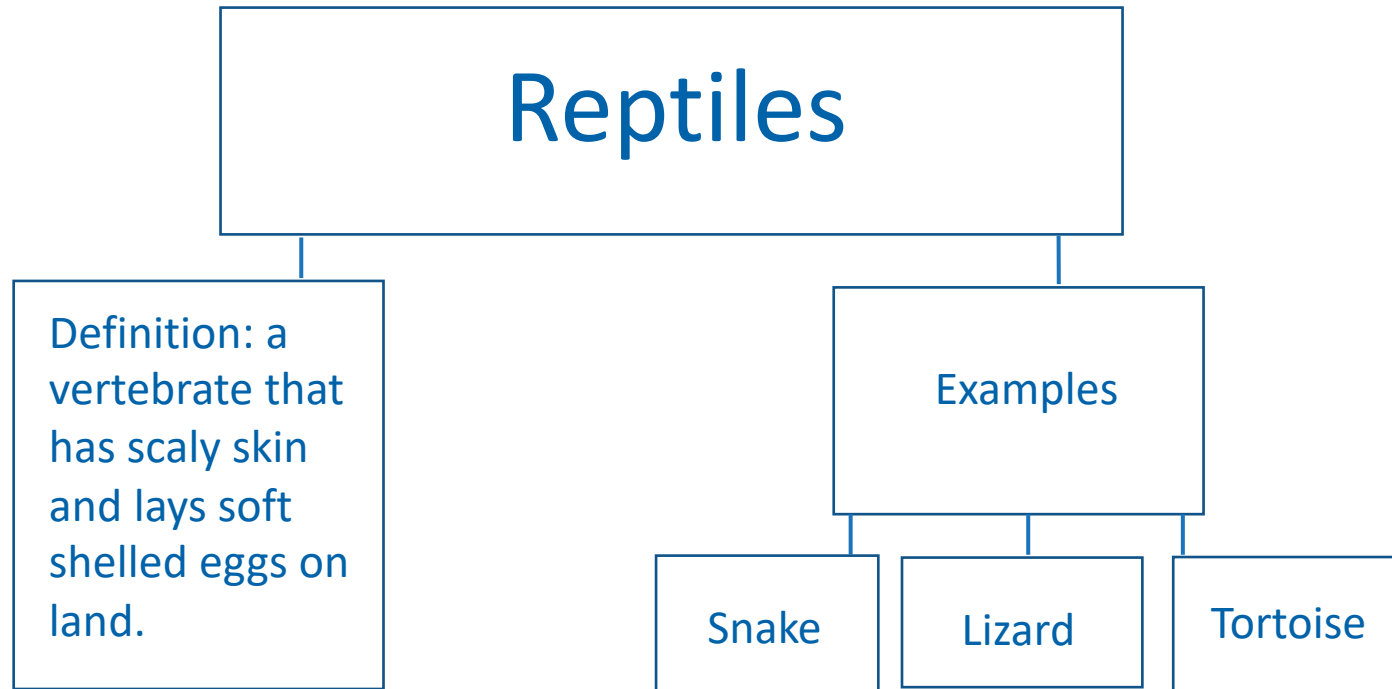 Reptiles
Definition: a
vertebrate that
has scaly skin
and lays soft
shelled eggs on
land.
Examples
Snake
Lizard
Tortoise